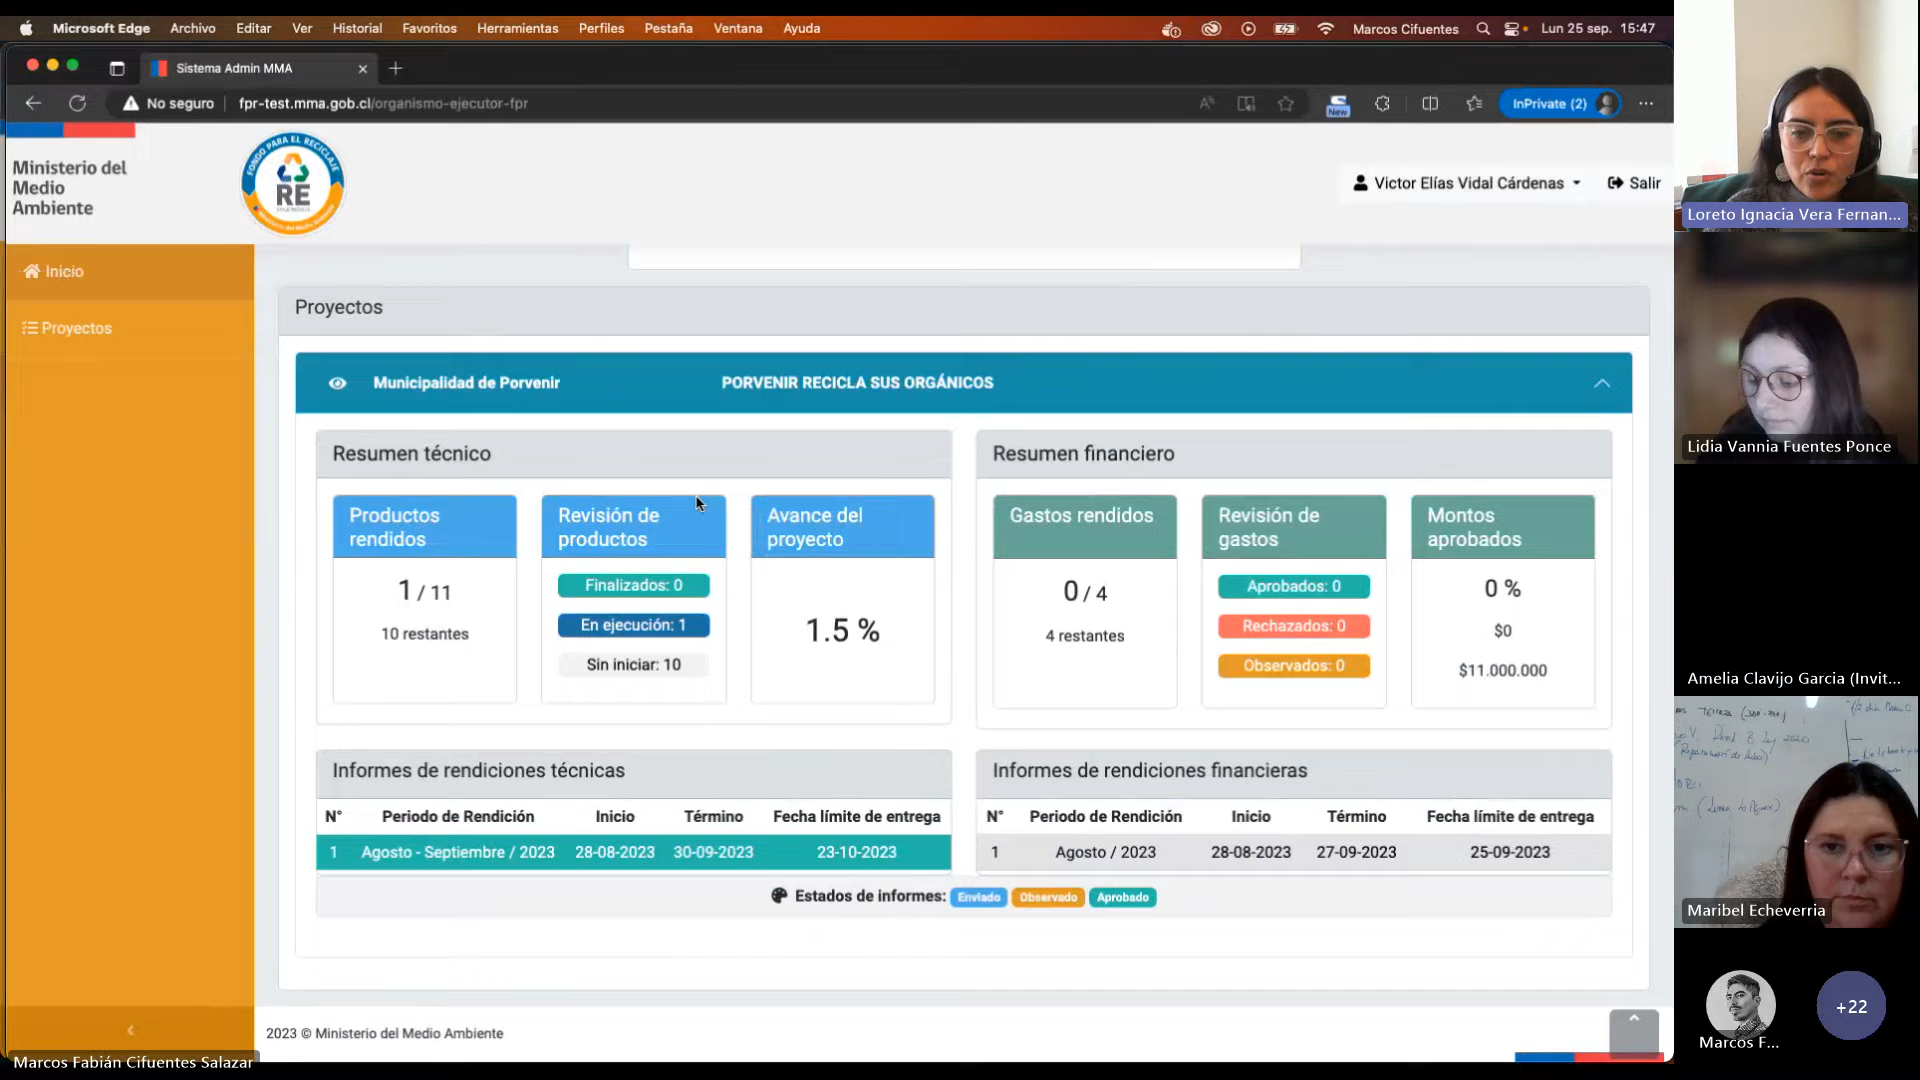 Microsoft Edge Archivo Editar Ver Historial Favoritos Herramientas Perfiles Pestaña Ventana Ayuda
Marcos Cifuentes Lun 25 sep. 15:47
Sistema Admin MMA
No seguro fpr-test.mma.gob.cl/organismo-ejecutor-fpr
New
InPrivate (2)
Ministerio del
Medio
Ambiente
FONDO PARA EL RECICLAJE
RE
Victor Elías Vidal Cárdenas
Salir
Inicio
Proyectos
Proyectos
Municipalidad de Porvenir PORVENIR RECICLA SUS ORGÁNICOS
Resumen técnico
Productos
rendidos
1 / 11
10 restantes
Revisión de
productos
Finalizados: 0
En ejecución: 1
Sin iniciar: 10
Avance del
proyecto
1.5 %
Resumen financiero
Gastos rendidos
0 / 4
4 restantes
Revisión de
gastos
Aprobados: 0
Rechazados: 0
Observados: 0
Montos
aprobados
0 %
$0
$11.000.000
Informes de rendiciones técnicas
N° Periodo de Rendición Inicio Término Fecha límite de entrega
1 Agosto - Septiembre / 2023 28-08-2023 30-09-2023 23-10-2023
Informes de rendiciones financieras
N° Periodo de Rendición Inicio Término Fecha límite de entrega
1 Agosto / 2023 28-08-2023 27-09-2023 25-09-2023
Estados de informes: Enviado Observado Aprobado
2023 © Ministerio del Medio Ambiente
Marcos Fabián Cifuentes Salazar
Loreto Ignacia Vera Fernan...
Lidia Vannia Fuentes Ponce
Amelia Clavijo Garcia (Invit...
Maribel Echeverria
Marcos F...
+22